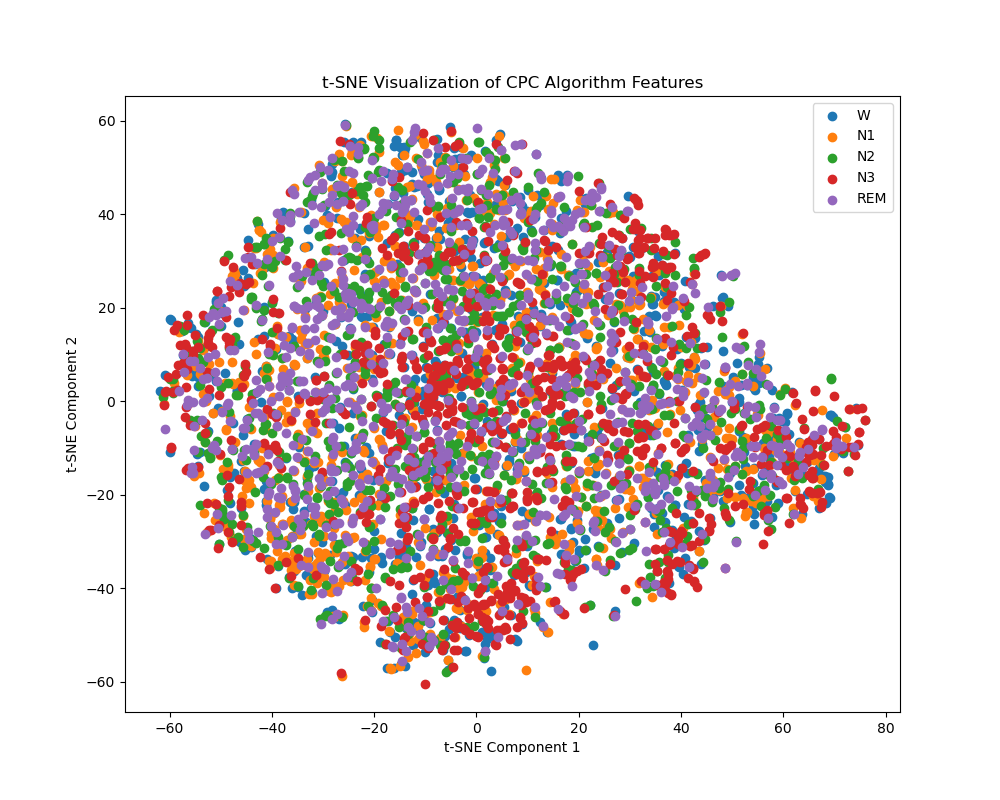 t-SNE Visualization of CPC Algorithm Features
W
N1
N2
N3
REM
60
40
20
0
−20
−40
−60
t-SNE Component 2
−60 −40 −20 0 20 40 60 80
t-SNE Component 1